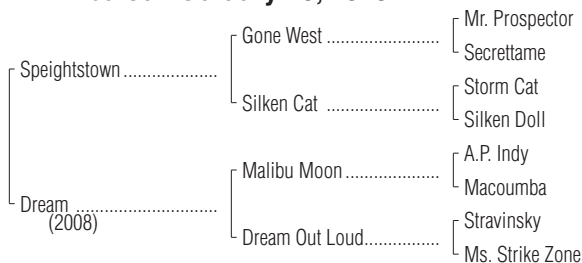 Mr. Prospector
Gone West ..............................
Secrettame
Speightstown .........................
Storm Cat
Silken Cat ..............................
Silken Doll
A.P. Indy
Malibu Moon .........................
Macoumba
Dream ....................................
(2008)
Stravinsky
Dream Out Loud....................
Ms. Strike Zone